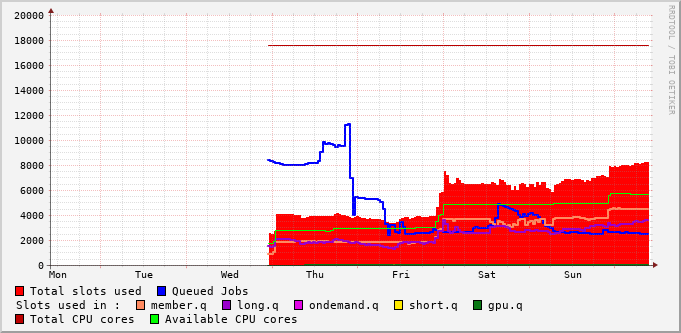 RRDTOOL / TOBI OETIKER
20000
18000
16000
14000
12000
10000
8000
6000
4000
2000
0
Mon Tue Wed Thu Fri Sat Sun
Total slots used Queued Jobs
Slots used in : member.q long.q ondemand.q short.q gpu.q
Total CPU cores Available CPU cores